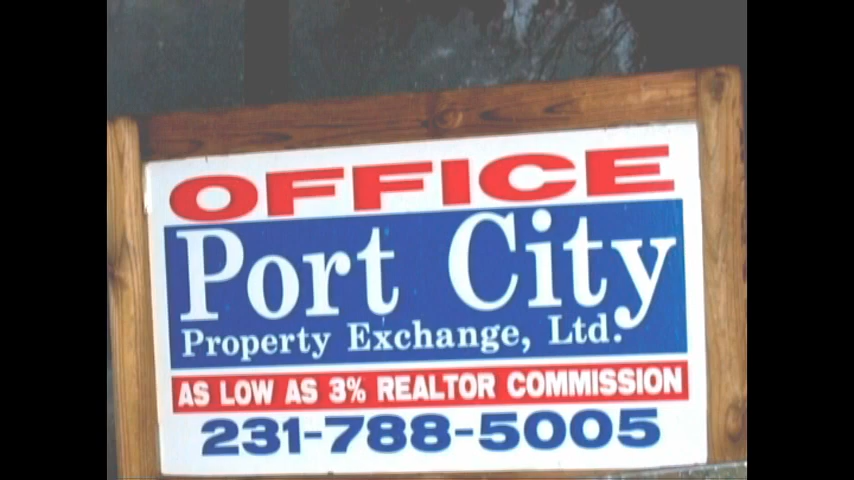 OFFICE
Port City
Property Exchange, Ltd.
AS LOW AS 3% REALTOR COMMISSION
231-788-5005